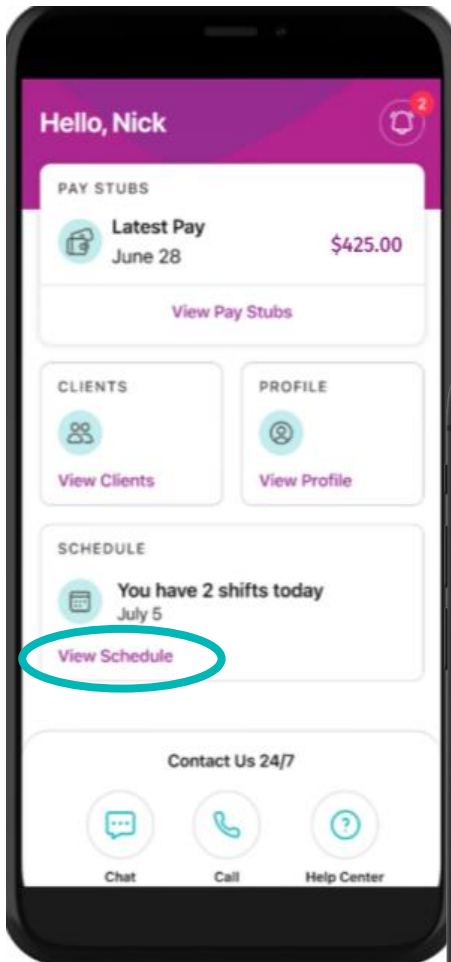 Hello, Nick
2
PAY STUBS
Latest Pay
June 28
$425.00
View Pay Stubs
CLIENTS
View Clients
PROFILE
View Profile
SCHEDULE
You have 2 shifts today
July 5
View Schedule
Contact Us 24/7
Chat
Call
Help Center